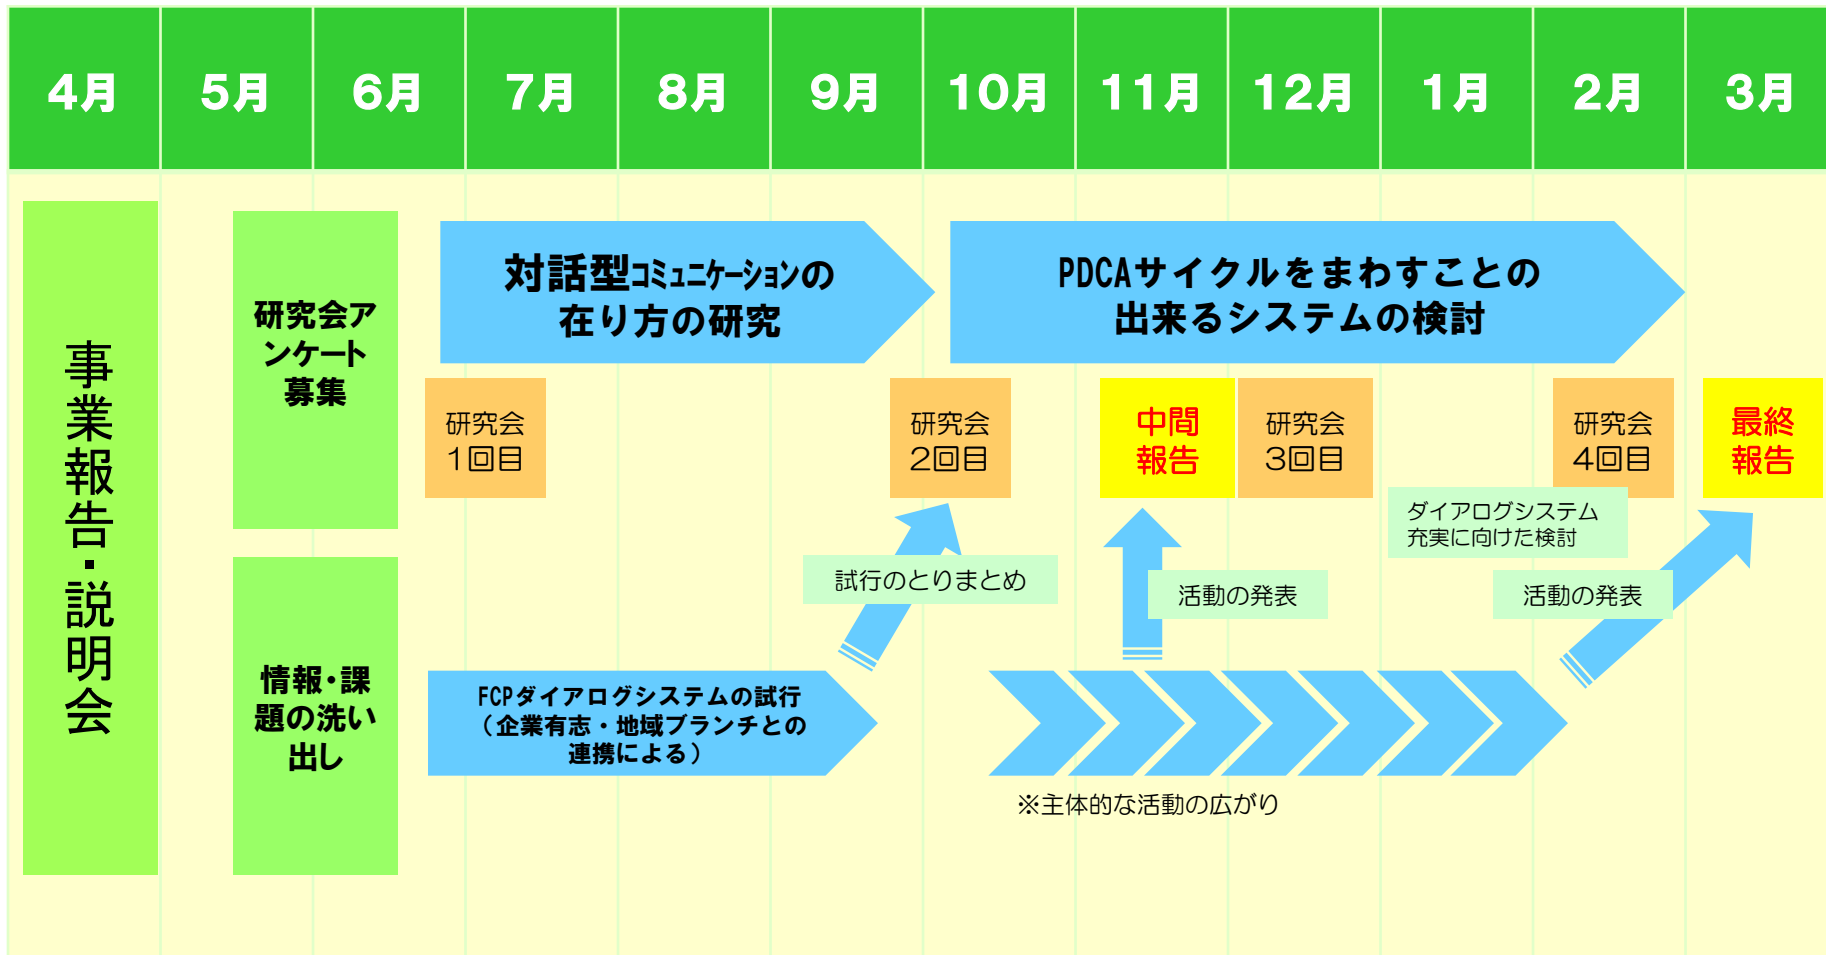 4月 5月 6月 7月 8月 9月 10月 11月 12月 1月 2月 3月
事業報告・説明会
研究会ア
ンケート
募集
情報・課
題の洗い
出し
対話型ｺﾐｭﾆｹｰｼｮﾝの
在り方の研究
PDCAサイクルをまわすことの
出来るシステムの検討
研究会
1回目
研究会
2回目
中間
報告
研究会
3回目
研究会
4回目
最終
報告
ダイアログシステム
充実に向けた検討
試行のとりまとめ
活動の発表
活動の発表
FCPダイアログシステムの試行
（企業有志・地域ブランチとの
連携による）
※主体的な活動の広がり